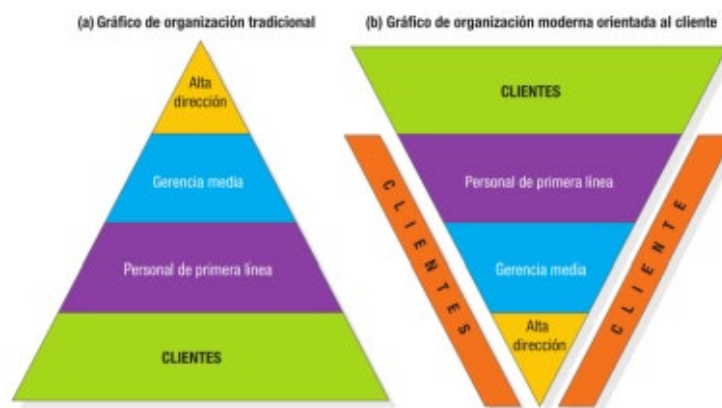 (a) Gráfico de organización tradicional
Alta
dirección
Gerencia media
Personal de primera línea
CLIENTES
(b) Gráfico de organización moderna orientada al cliente
CLIENTES
Personal de primera línea
Gerencia media
Alta
dirección
CLIENTES
CLIENTE